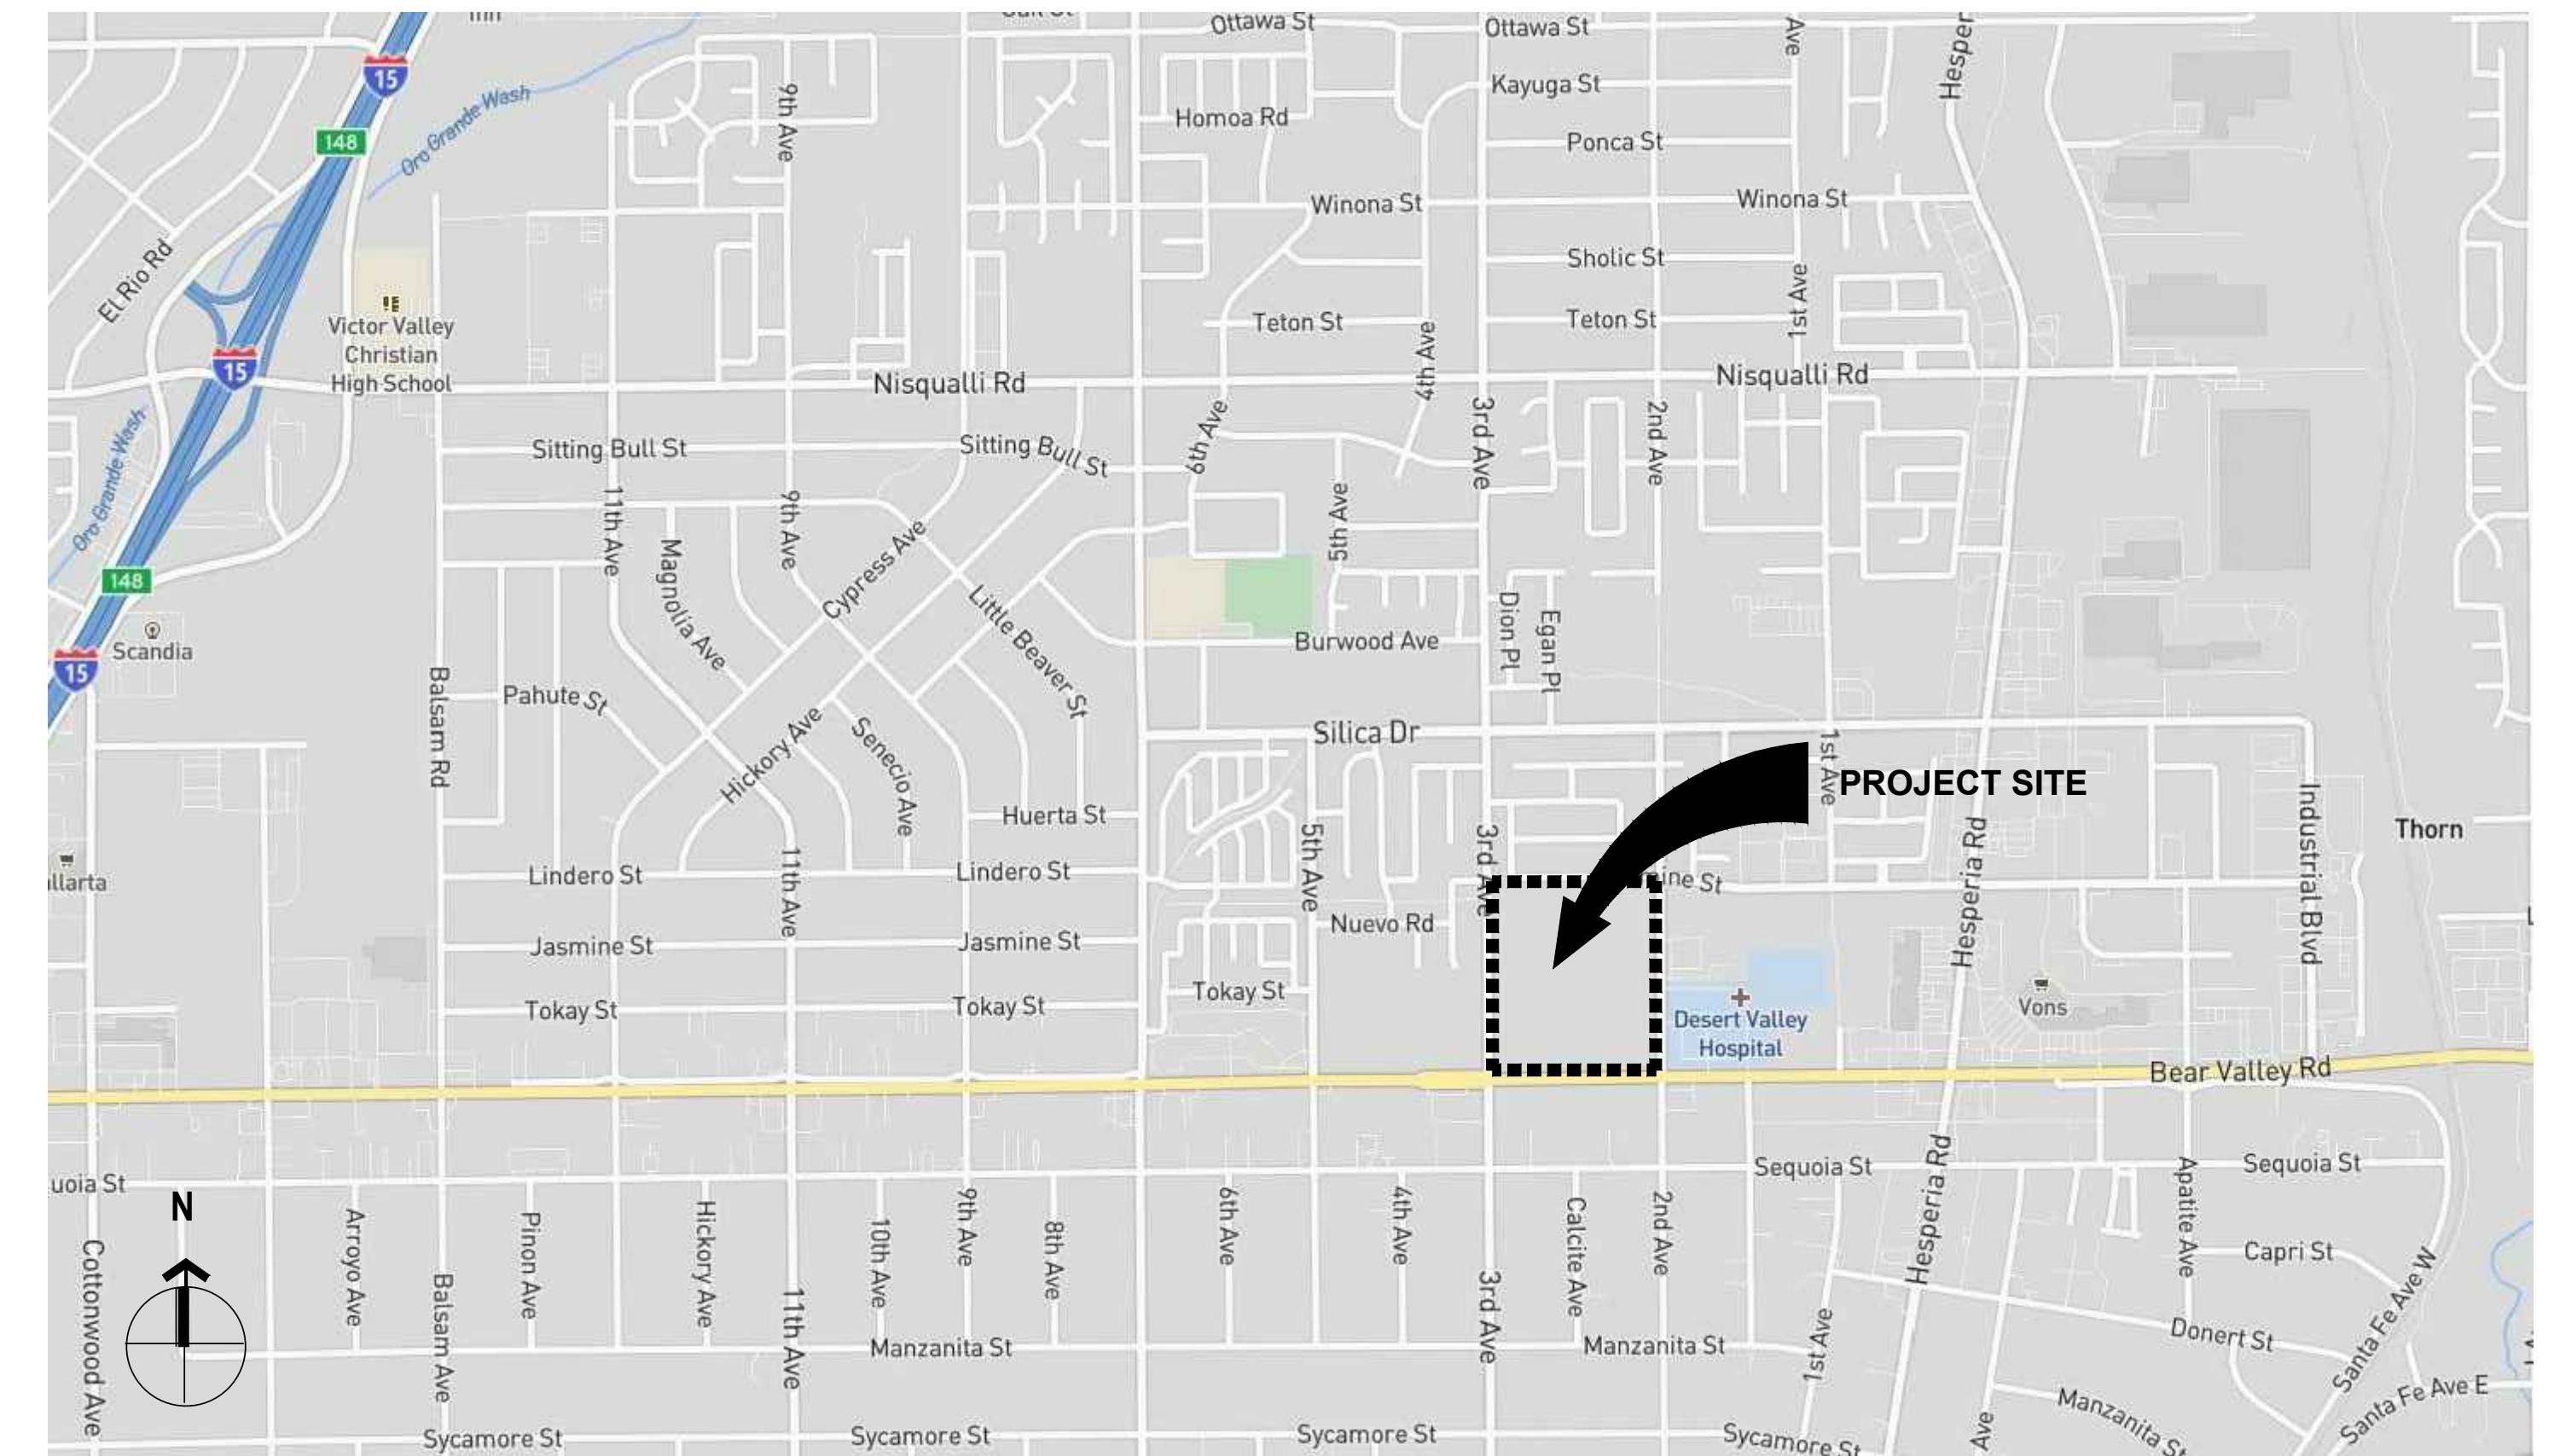 Ottawa St
Ottawa St
Ave
15
Kayuga St
Oro Grande Wash
9th Ave
Homoa Rd
148
Ponca St
Winona St
Winona St
El Rio Rd
Sholic St
1st Ave
Victor Valley
Christian
High School
Teton St
Teton St
15
4th Ave
Nisqualli Rd
Nisqualli Rd
3rd Ave
2nd Ave
6th Ave
Sitting Bull St
Sitting Bull St
Oro Grande Wash
11th Ave
9th Ave
5th Ave
Magnolia Ave
Cypress Ave
148
Little Beaver St
Dion Pl
Egan Pl
Scandia
Burwood Ave
15
Balsam Rd
Pahute St
Hickory Ave
Senecio Ave
Silica Dr
1st Ave
PROJECT SITE
Huerta St
5th Ave
3rd Ave
Hesperia Rd
Industrial Blvd
Thorn
Lindero St
11th Ave
Lindero St
Nuevo Rd
Jasmine St
Jasmine St
Tokay St
Tokay St
Tokay St
Desert Valley
Hospital
Vons
Bear Valley Rd
Sequoia St
Sequoia St
N
Hesperia Rd
Cottonwood Ave
Arroyo Ave
Balsam Ave
Pinon Ave
Hickory Ave
11th Ave
10th Ave
9th Ave
8th Ave
6th Ave
4th Ave
3rd Ave
Calcite Ave
2nd Ave
1st Ave
Apatite Ave
Capri St
Santa Fe Ave W
Donert St
Manzanita St
Manzanita St
Manzanita St
Santa Fe Ave E
Sycamore St
Sycamore St
Sycamore St
Sycamore St
Ave